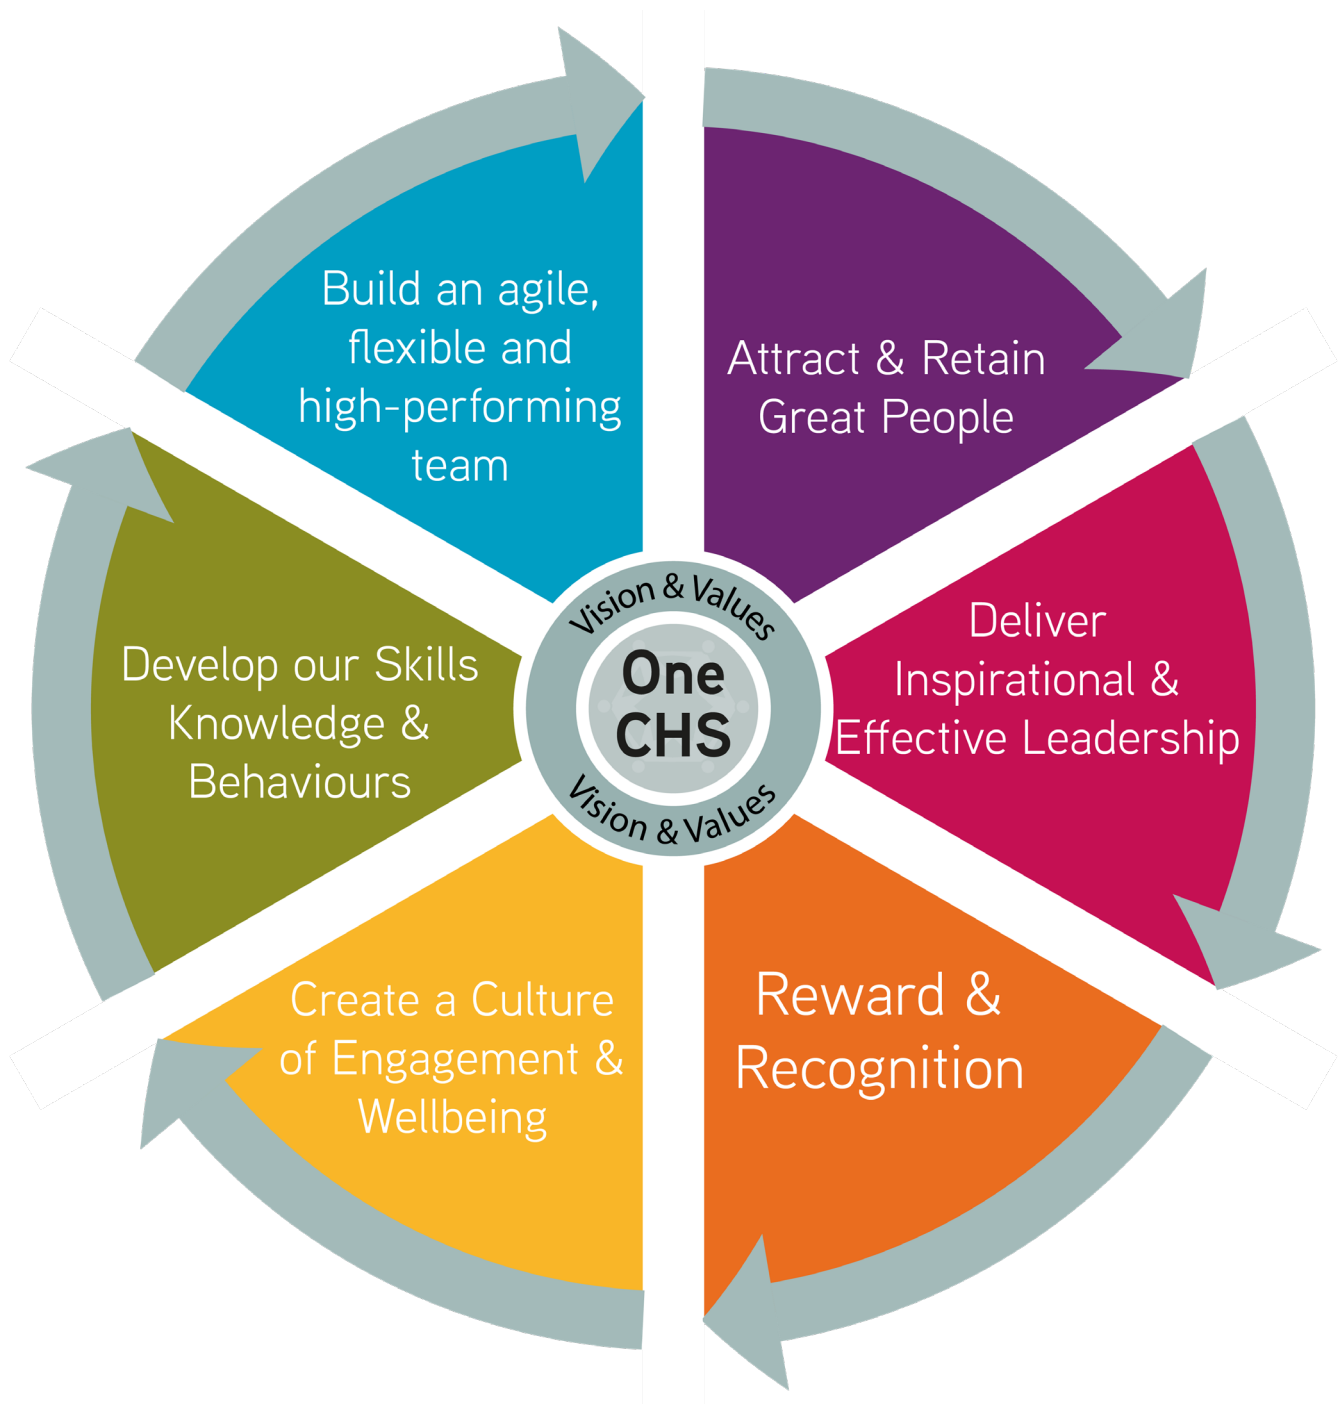 Build an agile,
flexible and
high-performing
team
Attract & Retain
Great People
Deliver
Inspirational &
Effective Leadership
Reward &
Recognition
Create a Culture
of Engagement &
Wellbeing
Develop our Skills
Knowledge &
Behaviours
Vision & Values
One
CHS
Vision & Values